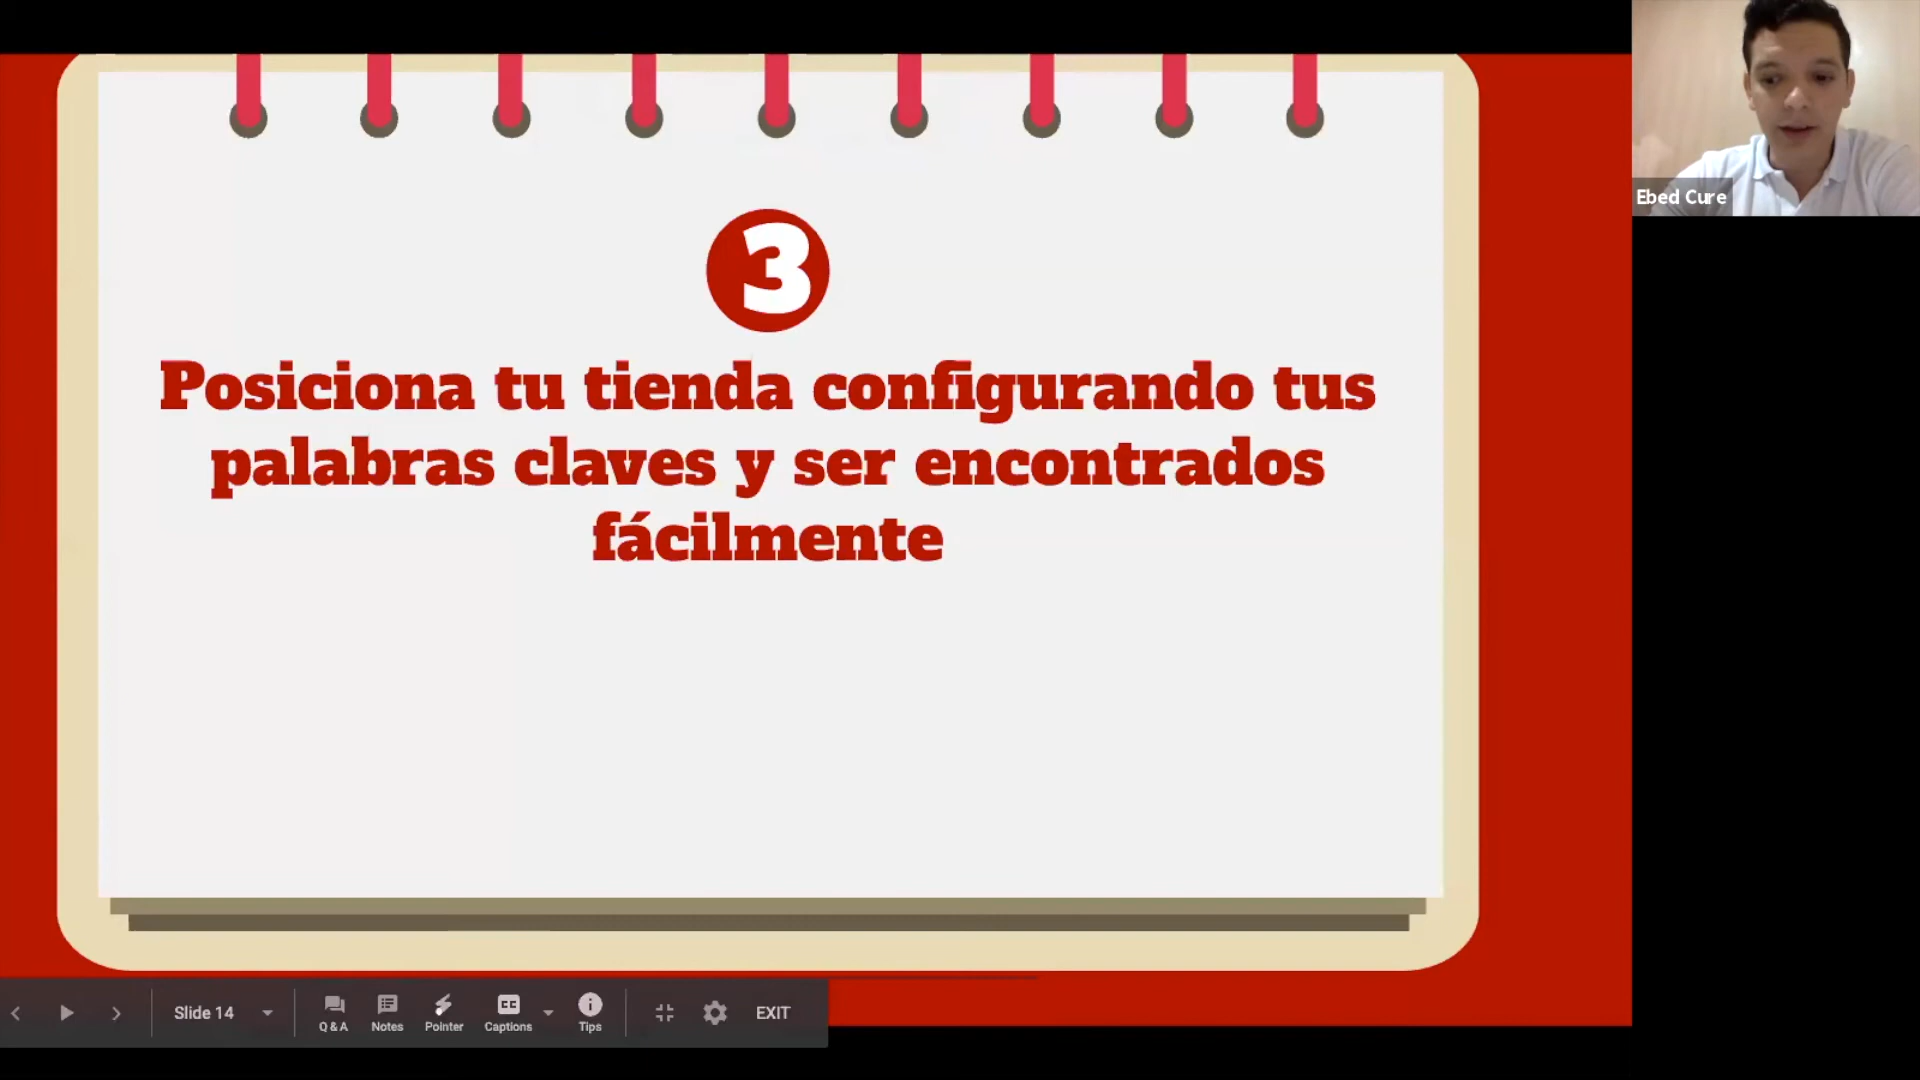 3
Posiciona tu tienda configurando tus
palabras claves y ser encontrados
fácilmente
Ebed Cure
Slide 14
Q & A
Notes
Pointer
CC
Captions
Tips
EXIT